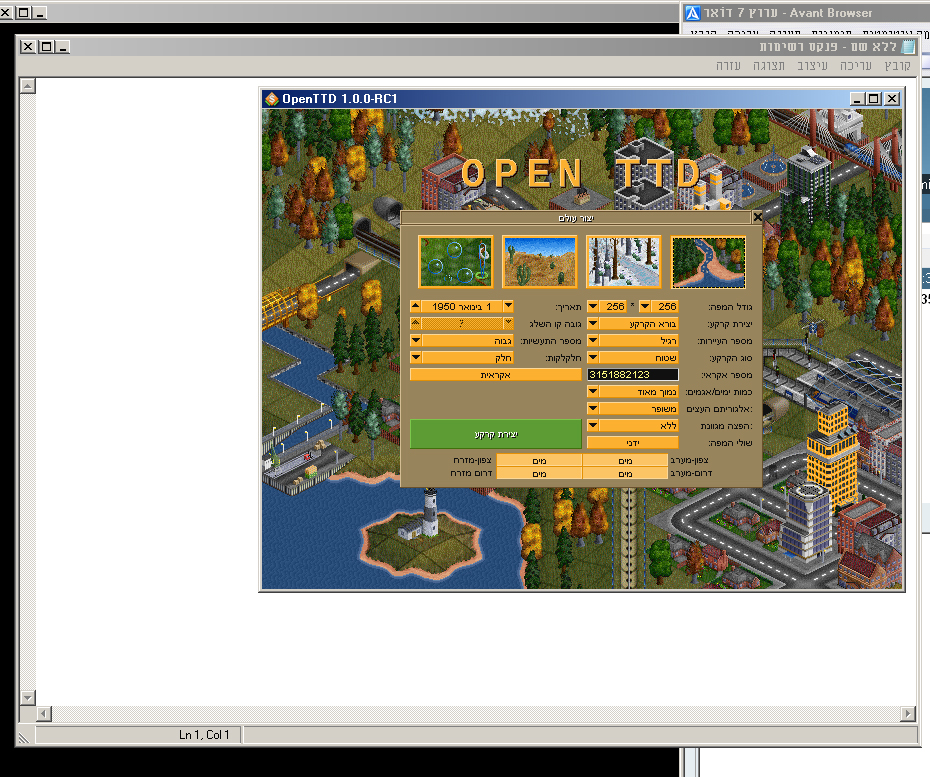 ערוץ 7 דואר - Avant Browser
ללא שם - פנקס רשימות
קובץ עריכה עיצוב תצוגה עזרה
OpenTTD 1.0.0-RC1
OPEN TTD
יצור עולם
גודל המפה: 256 * 256 תאריך: 1 בינואר 1950
יצירת קרקע: בורא הקרקע גובה קו השלג ?
מספר העיירות: רגיל מספר התעשיות: גבוה
סוג הקרקע: שטוח חלקלקות: חלק
מספר אקראי: 3151882123 אקראית
כמות ימים/אגמים: נמוך מאוד
אלגוריתם העצים: משופר
הפצה מגוונת: ללא
יצירת קרקע
שולי המפה: ידני
צפון-מערב מים מים צפון-מזרח
דרום-מערב מים מים דרום מזרח
Ln 1, Col 1